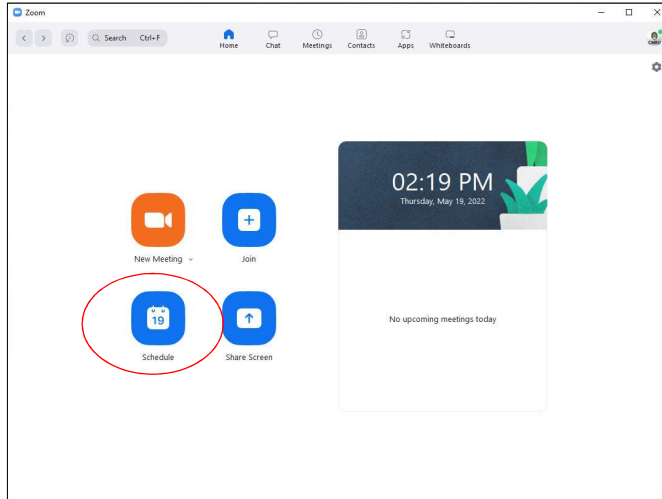 Zoom
Search Ctrl+F
Home Chat Meetings Contacts Apps Whiteboards
02:19 PM
Thursday, May 19, 2022
New Meeting
Join
19
Schedule
Share Screen
No upcoming meetings today